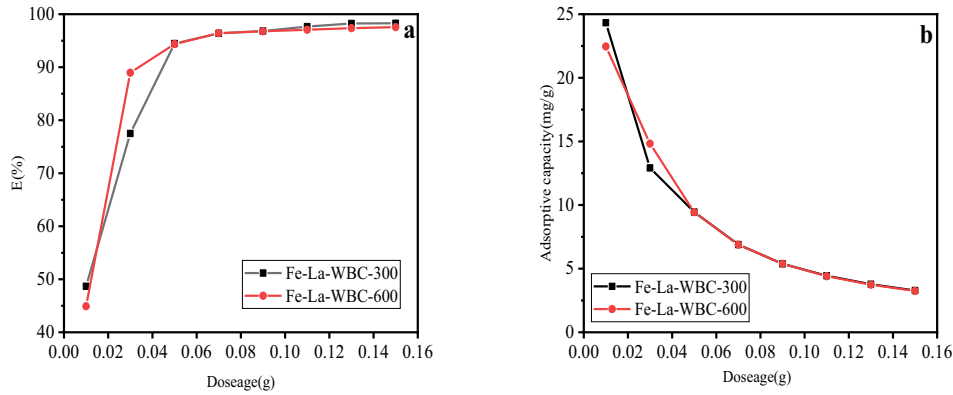 a
100
90
80
70
60
50
40
E(%)
0.00 0.02 0.04 0.06 0.08 0.10 0.12 0.14 0.16
Doseage(g)
Fe-La-WBC-300
Fe-La-WBC-600
b
25
20
15
10
5
0
Adsorptive capacity(mg/g)
0.00 0.02 0.04 0.06 0.08 0.10 0.12 0.14 0.16
Doseage(g)
Fe-La-WBC-300
Fe-La-WBC-600